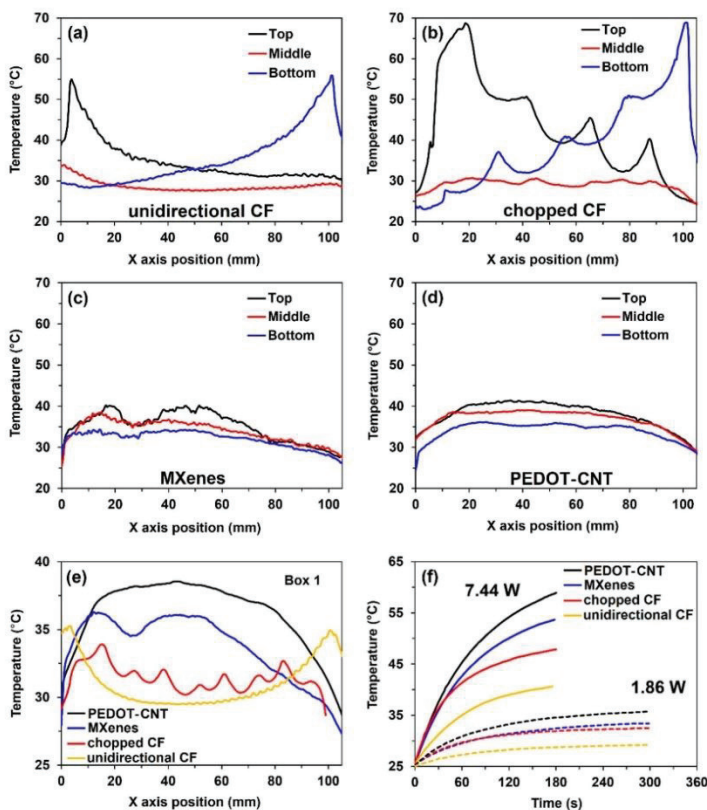 (a)
Top
Middle
Bottom
unidirectional CF
Temperature (°C)
70
60
50
40
30
20
0 20 40 60 80 100
X axis position (mm)
(b)
Top
Middle
Bottom
chopped CF
Temperature (°C)
70
60
50
40
30
20
0 20 40 60 80 100
X axis position (mm)
(c)
Top
Middle
Bottom
MXenes
Temperature (°C)
70
60
50
40
30
20
0 20 40 60 80 100
X axis position (mm)
(d)
Top
Middle
Bottom
PEDOT-CNT
Temperature (°C)
70
60
50
40
30
20
0 20 40 60 80 100
X axis position (mm)
(e)
Box 1
PEDOT-CNT
MXenes
chopped CF
unidirectional CF
Temperature (°C)
40
35
30
25
0 20 40 60 80 100
X axis position (mm)
(f)
7.44 W
PEDOT-CNT
MXenes
chopped CF
unidirectional CF
1.86 W
Temperature (°C)
65
55
45
35
25
0 60 120 180 240 300 360
Time (s)